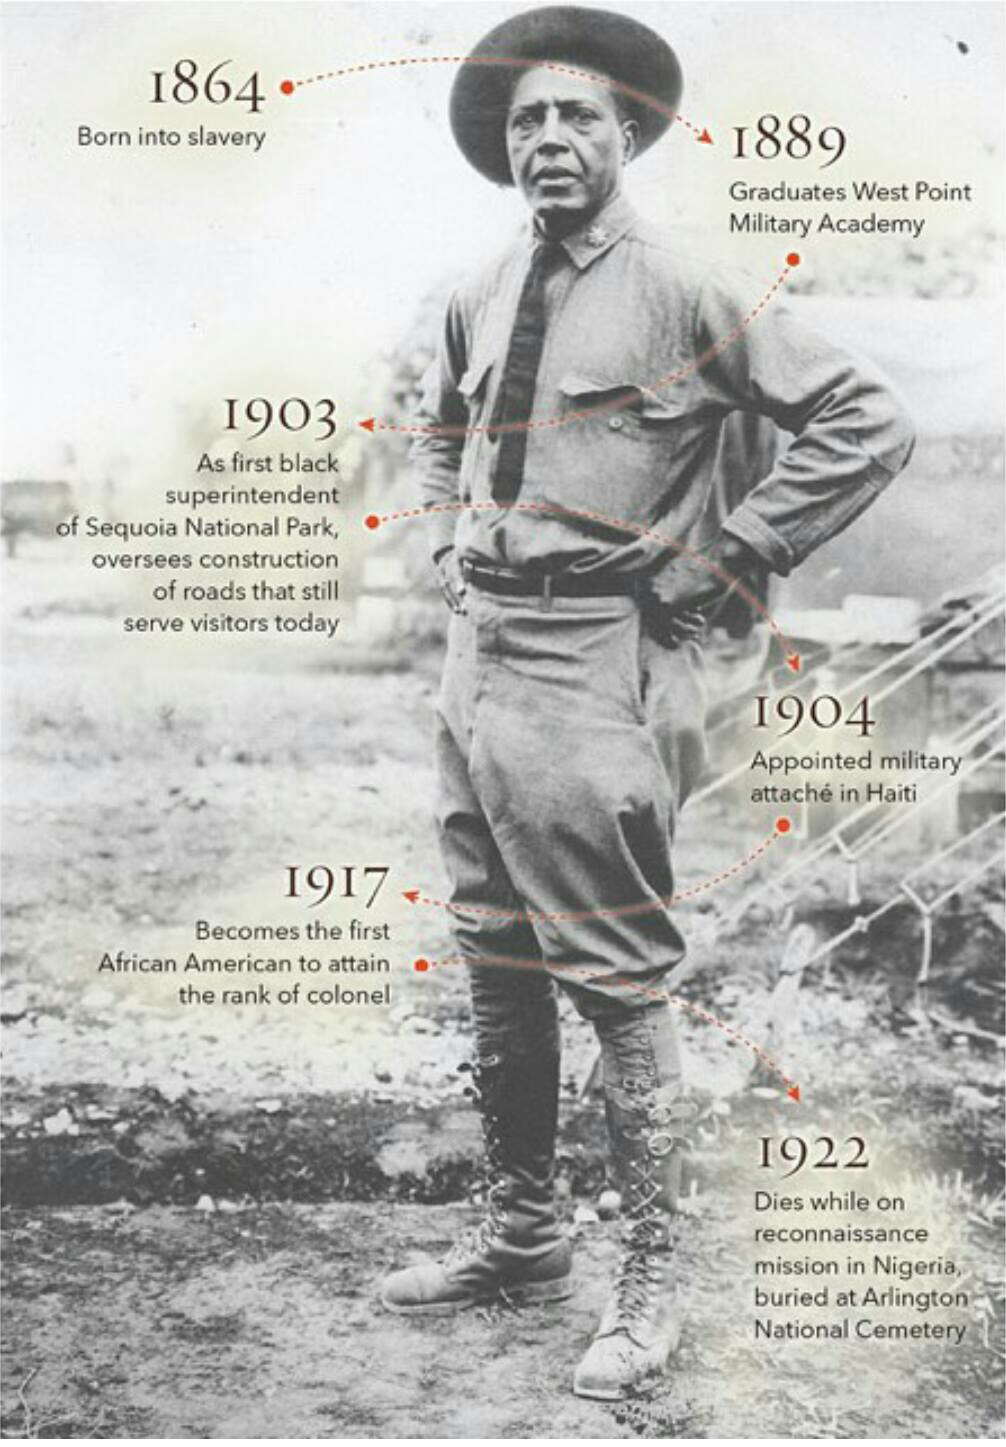 1864
Born into slavery
1889
Graduates West Point
Military Academy
1903
As first black
superintendent
of Sequoia National Park,
oversees construction
of roads that still
serve visitors today
1904
Appointed military
attaché in Haiti
1917
Becomes the first
African American to attain
the rank of colonel
1922
Dies while on
reconnaissance
mission in Nigeria,
buried at Arlington
National Cemetery